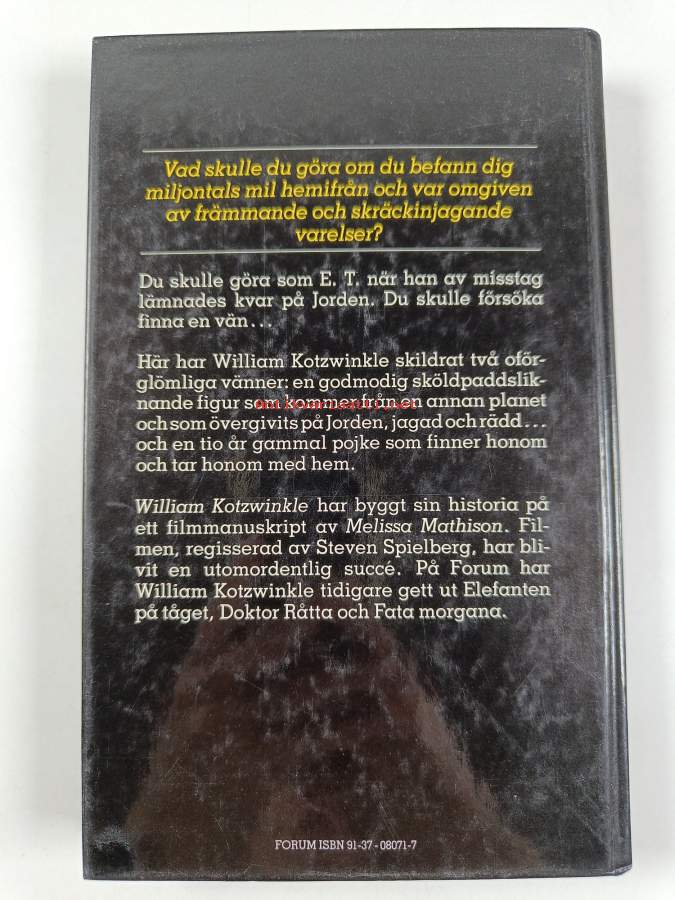 Vad skulle du göra om du befann dig
miljontals mil hemifrån och var omgiven
av främmande och skräckinjagande
varelser?
Du skulle göra som E. T. när han av misstag
lämnades kvar på Jorden. Du skulle försöka
finna en vän...
Här har William Kotzwinkle skildrat två oför-
glömliga vänner: en godmodig sköldpaddslik-
nande figur som kommer från en annan planet
och som övergivits på Jorden, jagad och rädd...
och en tio år gammal pojke som finner honom
och tar honom med hem.
William Kotzwinkle har byggt sin historia på
ett filmmanuskript av Melissa Mathison. Fil-
men, regisserad av Steven Spielberg, har bli-
vit en utomordentlig succé. På Forum har
William Kotzwinkle tidigare gett ut Elefanten
på tåget, Doktor Råtta och Fata morgana.
FORUM ISBN 91-37-08071-7